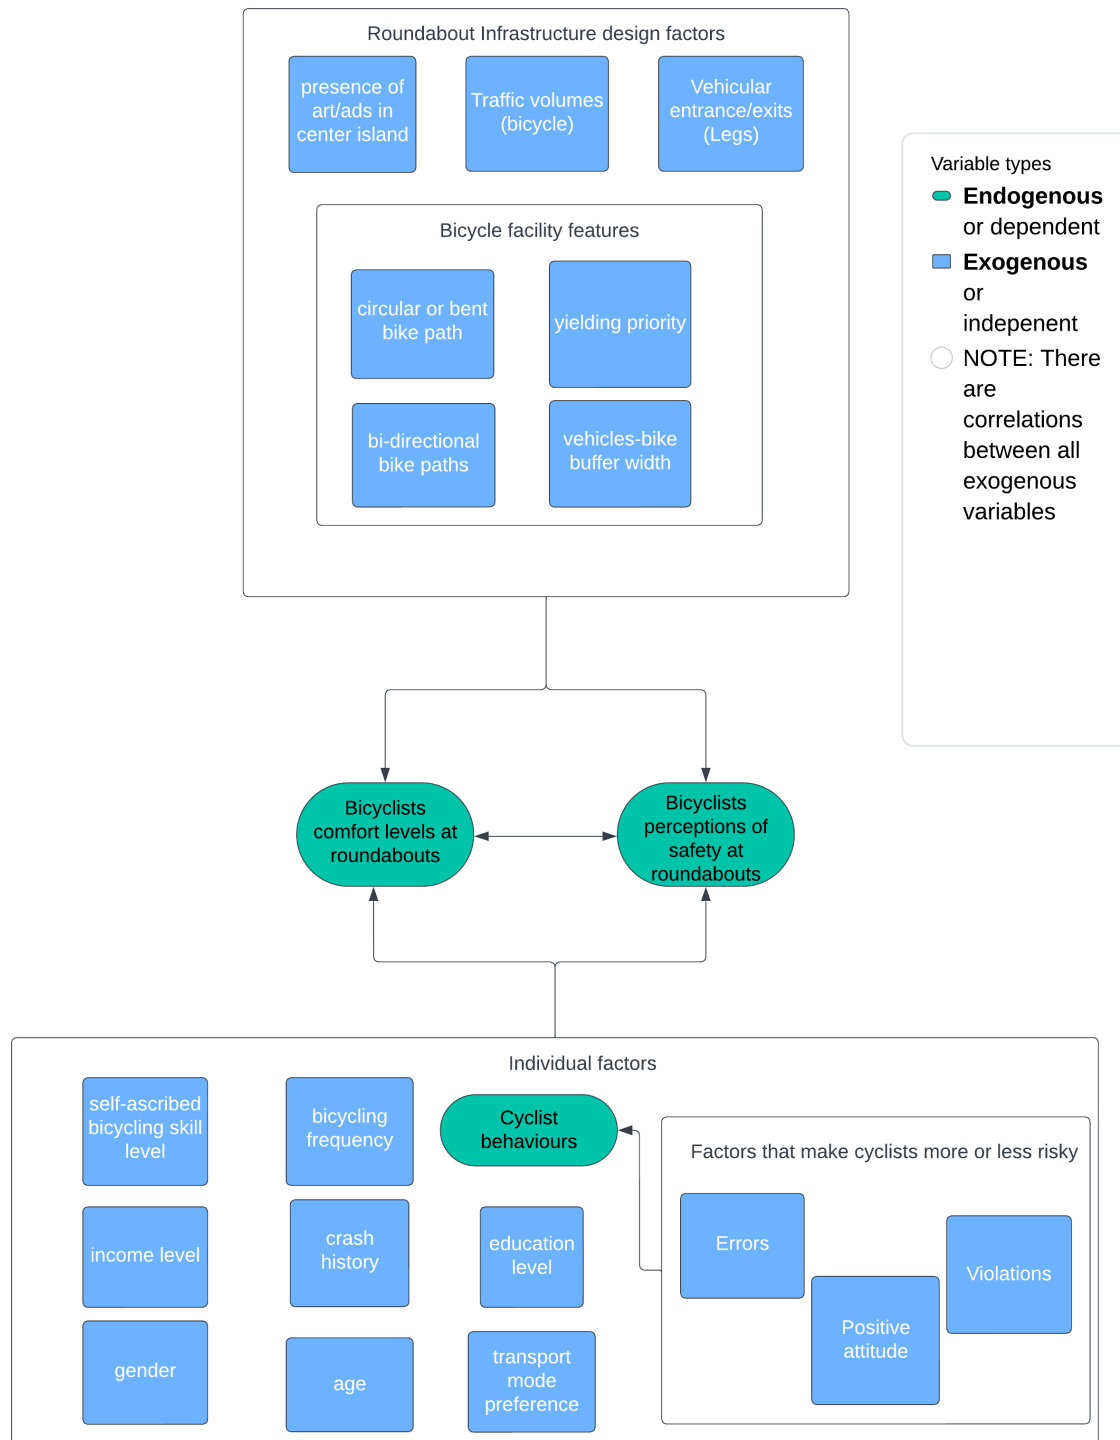 Roundabout Infrastructure design factors
presence of
art/ads in
center island
Traffic volumes
(bicycle)
Vehicular
entrance/exits
(Legs)
Bicycle facility features
circular or bent
bike path
yielding priority
bi-directional
bike paths
vehicles-bike
buffer width
Variable types
Endogenous
or dependent
Exogenous
or
indepenent
NOTE: There
are
correlations
between all
exogenous
variables
Bicyclists
comfort levels at
roundabouts
Bicyclists
perceptions of
safety at
roundabouts
Individual factors
self-ascribed
bicycling skill
level
bicycling
frequency
Cyclist
behaviours
Factors that make cyclists more or less risky
income level
crash
history
education
level
Errors
Violations
Positive
attitude
gender
age
transport
mode
preference